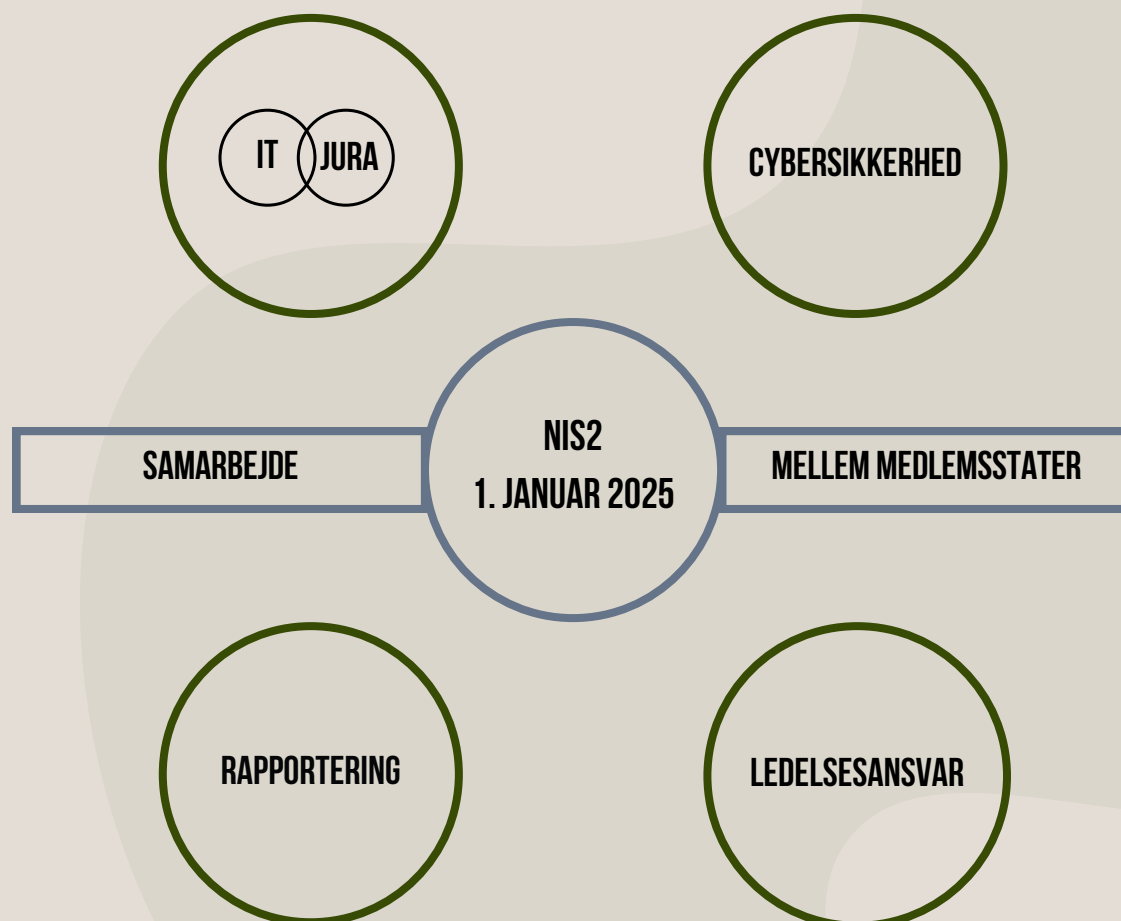 IT
JURA
CYBERSIKKERHED
NIS2
1. JANUAR 2025
SAMARBEJDE
MELLEM MEDLEMSSTATER
RAPPORTERING
LEDELSESANSVAR